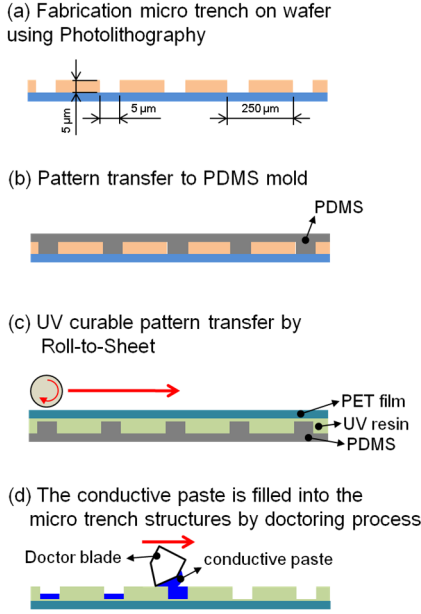 (a) Fabrication micro trench on wafer
using Photolithography
5 μm
5 μm
250 μm
(b) Pattern transfer to PDMS mold
PDMS
(c) UV curable pattern transfer by
Roll-to-Sheet
PET film
UV resin
PDMS
(d) The conductive paste is filled into the
micro trench structures by doctoring process
Doctor blade
conductive paste